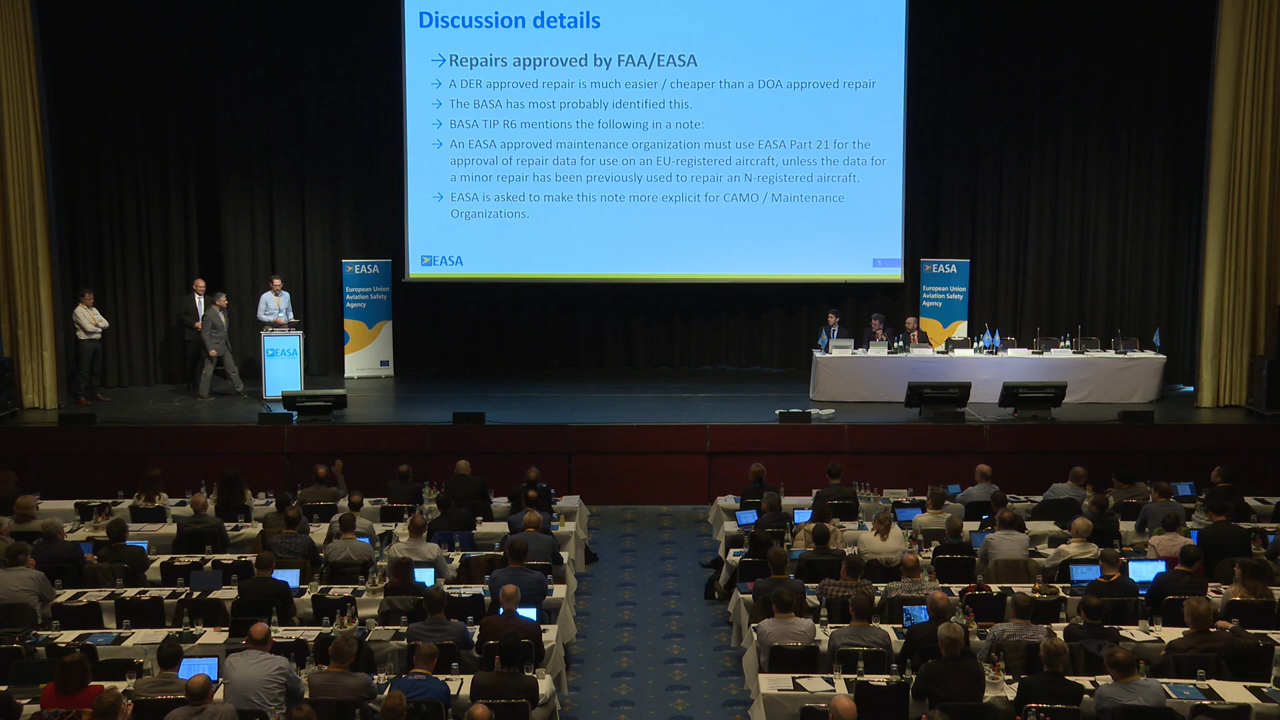 Discussion details
→Repairs approved by FAA/EASA
→ A DER approved repair is much easier / cheaper than a DOA approved repair
→ The BASA has most probably identified this.
→ BASA TIP R6 mentions the following in a note:
→ An EASA approved maintenance organization must use EASA Part 21 for the
approval of repair data for use on an EU-registered aircraft, unless the data for
a minor repair has been previously used to repair an N-registered aircraft.
→ EASA is asked to make this note more explicit for CAMO / Maintenance
Organizations.
EASA
5
EASA
European Union
Aviation Safety
Agency
EASA
European Union
Aviation Safety
Agency
EASA